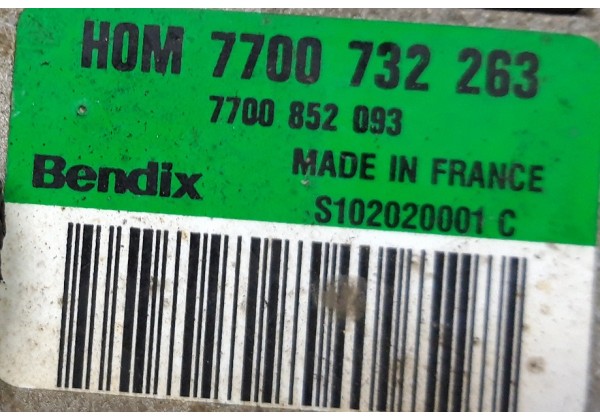 HOM 7700 732 263
7700 852 093
Bendix MADE IN FRANCE
S102020001 C